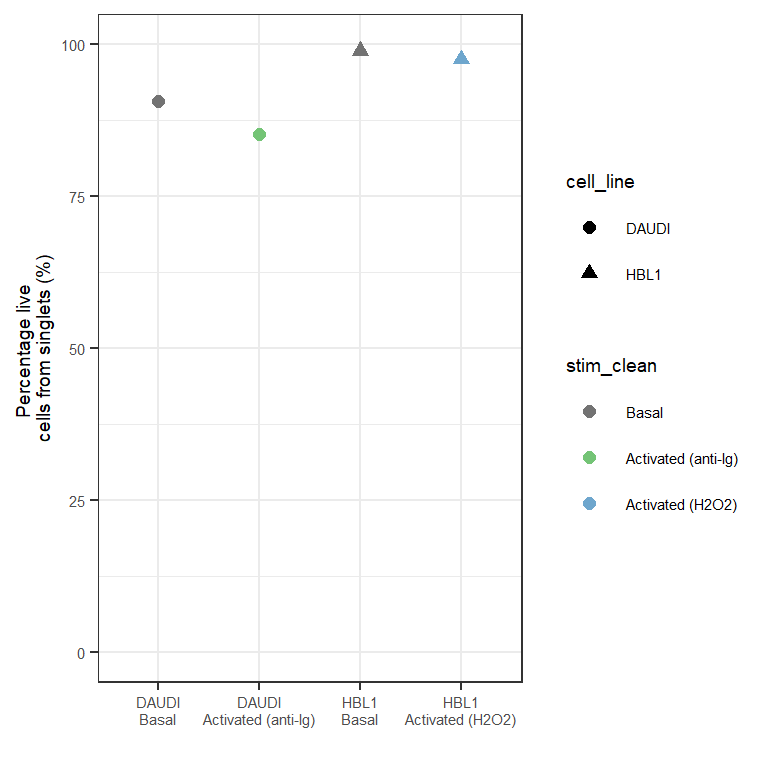 100
75
50
25
0
Percentage live
cells from singlets (%)
DAUDI
Basal
DAUDI
Activated (anti-Ig)
HBL1
Basal
HBL1
Activated (H2O2)
cell_line
DAUDI
HBL1
stim_clean
Basal
Activated (anti-Ig)
Activated (H2O2)